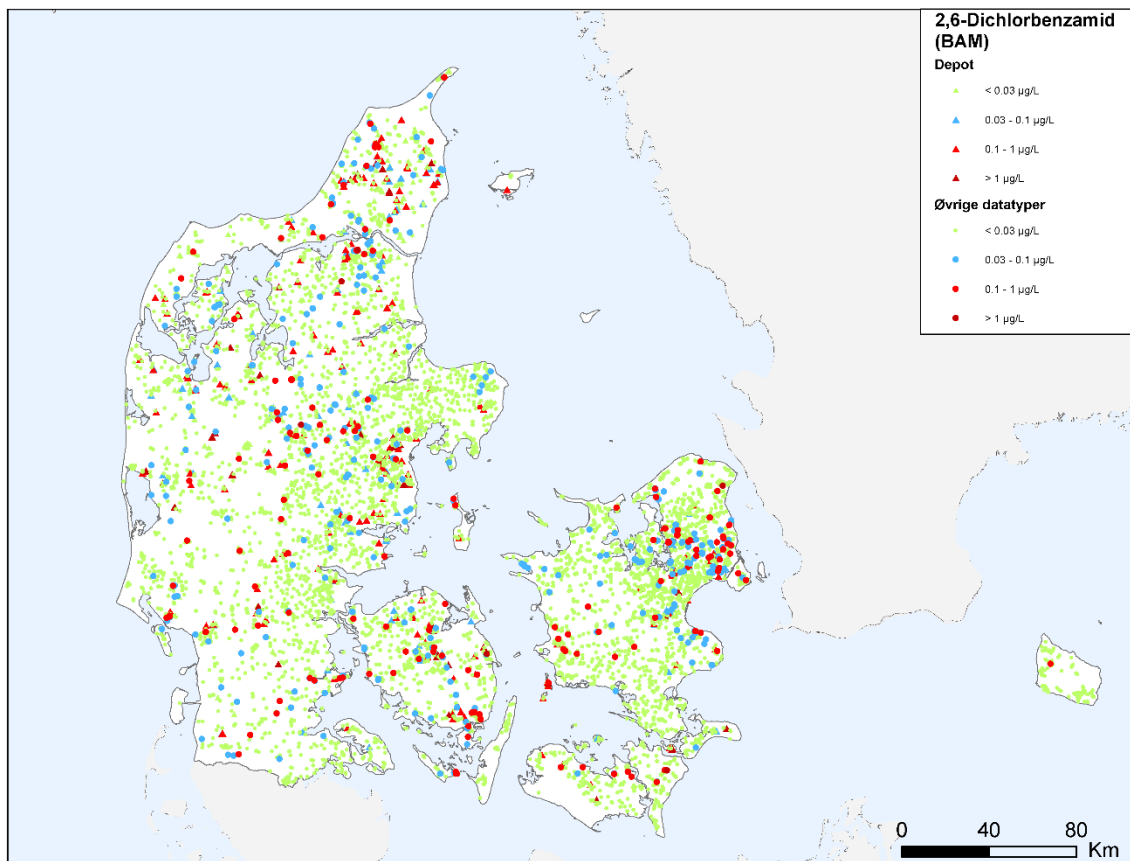 2,6-Dichlorbenzamid
(BAM)
Depot
< 0.03 µg/L
0.03 - 0.1 µg/L
0.1 - 1 µg/L
> 1 µg/L
Øvrige datatyper
< 0.03 µg/L
0.03 - 0.1 µg/L
0.1 - 1 µg/L
> 1 µg/L
0 40 80
Km